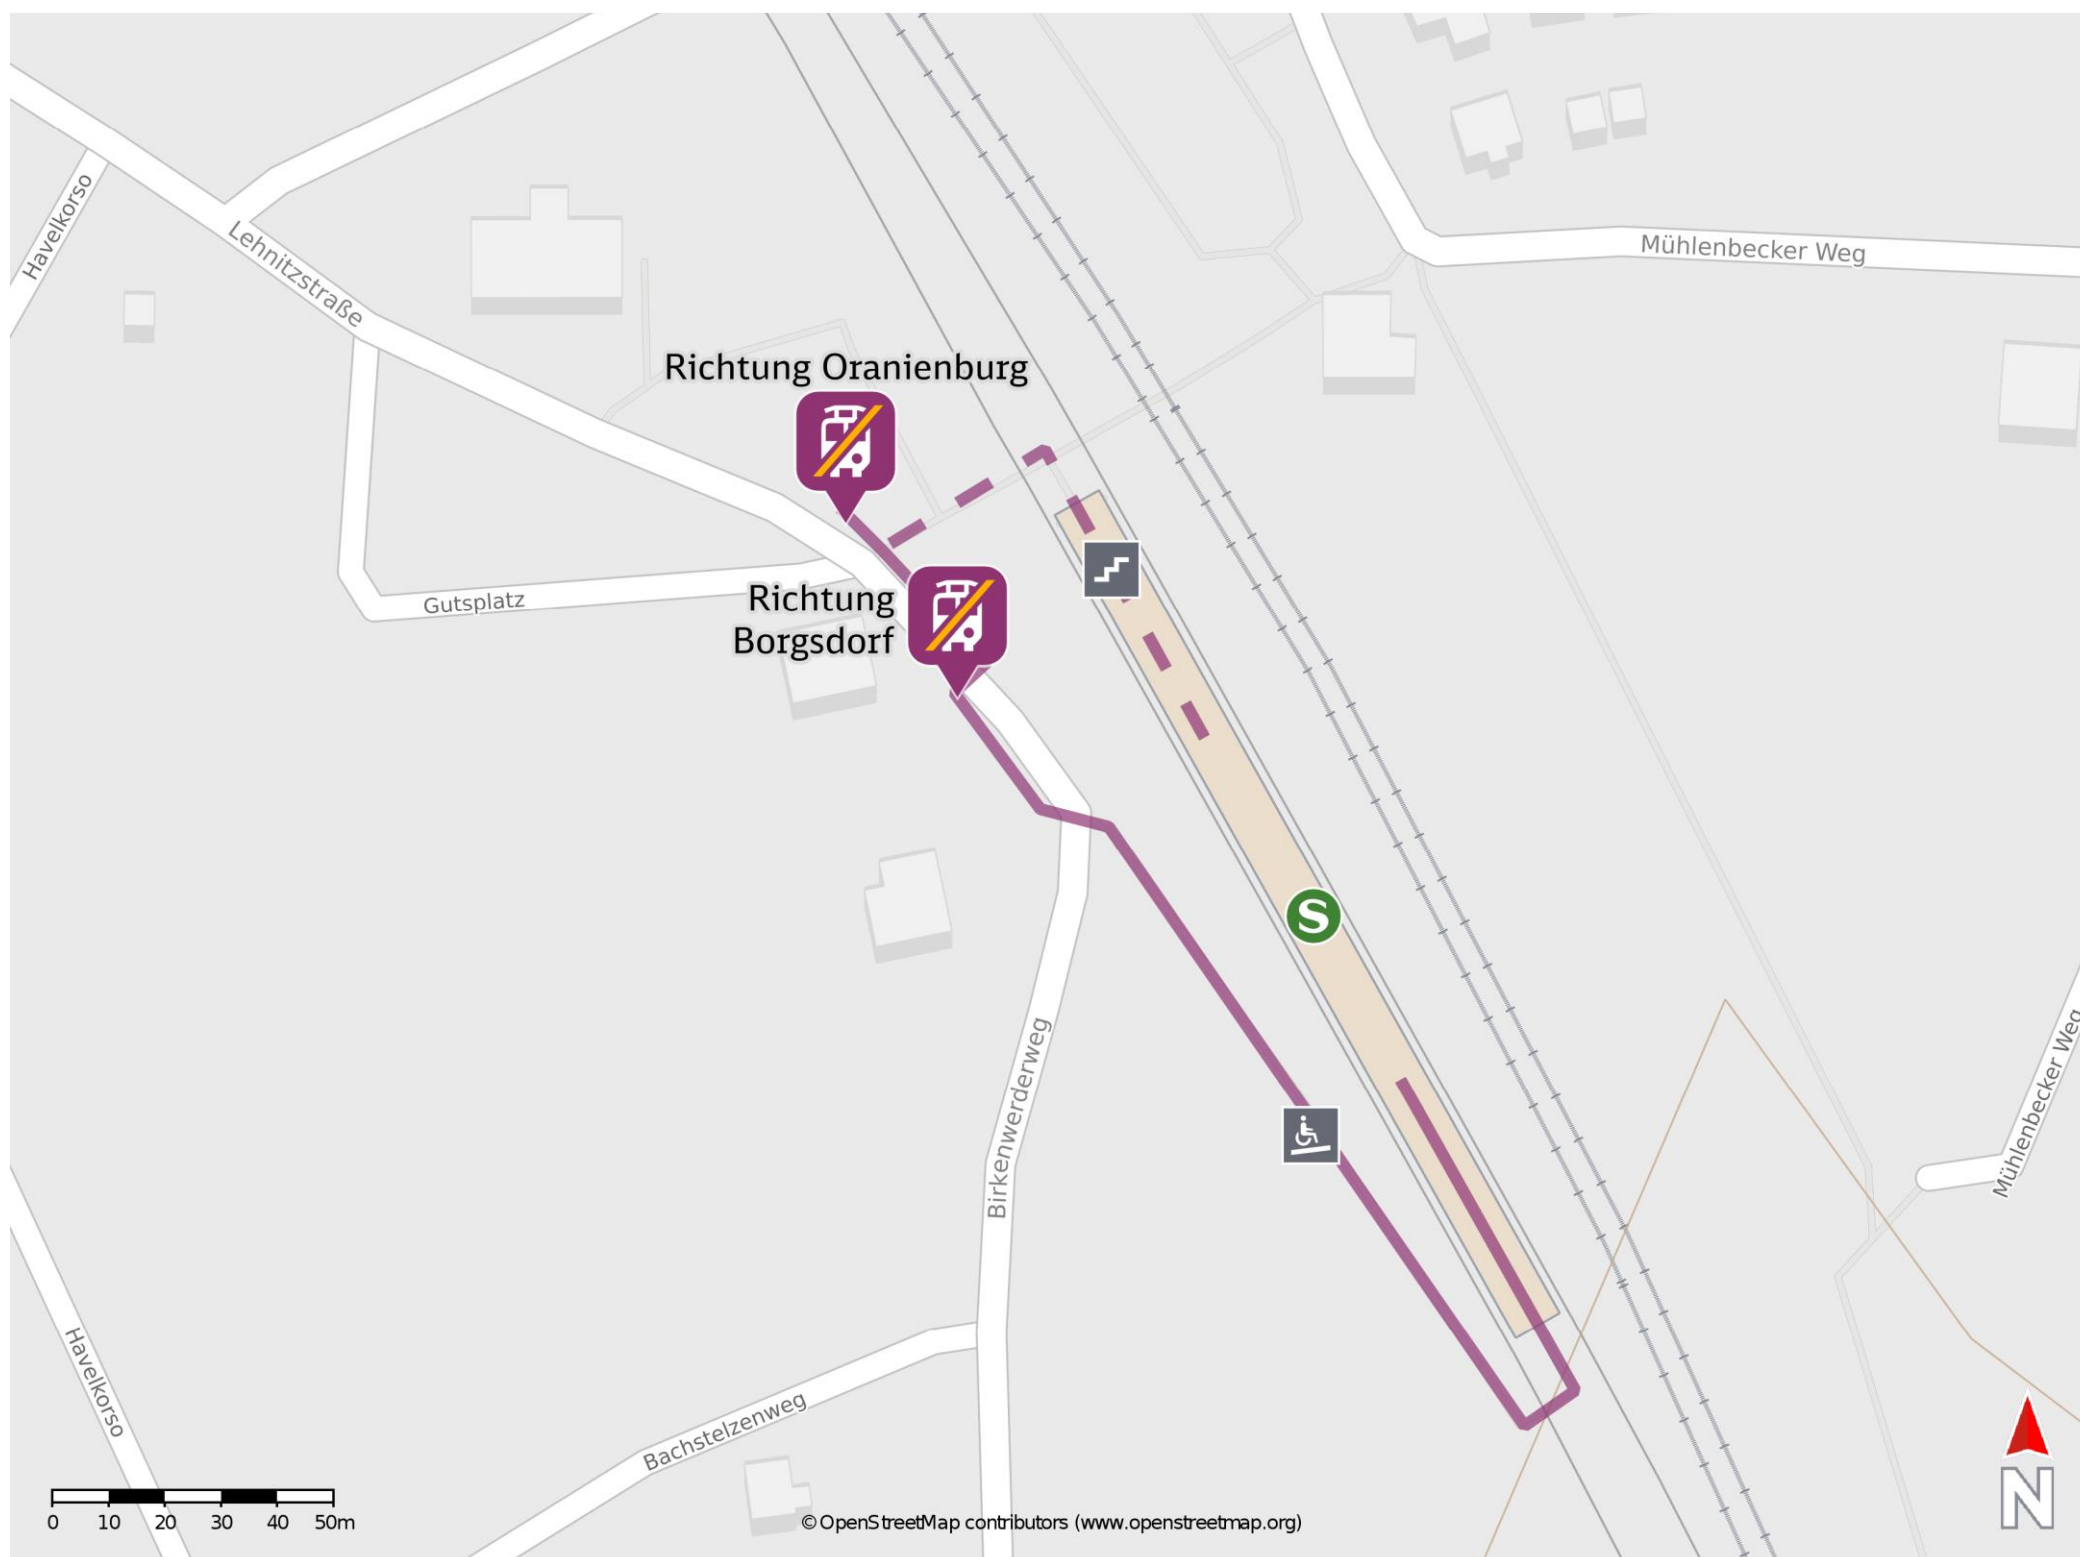 Havelkorso
Lehnitzstraße
Mühlenbecker Weg
Richtung Oranienburg
Gutsplatz
Richtung
Borgsdorf
S
Birkenwerderweg
Mühlenbecker Weg
Havelkorso
Bachstelzenweg
0 10 20 30 40 50m
© OpenStreetMap contributors (www.openstreetmap.org)
N